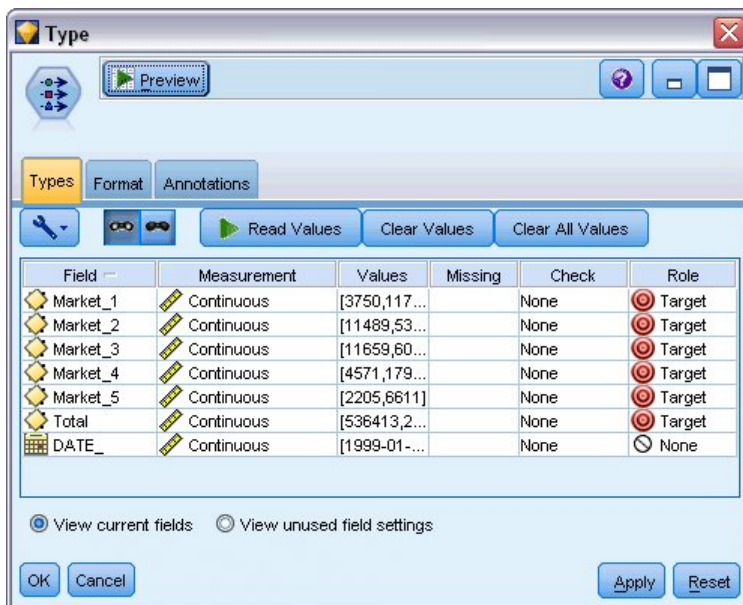 Type
Preview
Types Format Annotations
Read Values Clear Values Clear All Values
Field Measurement Values Missing Check Role
Market_1 Continuous [3750,117... None Target
Market_2 Continuous [11489,53... None Target
Market_3 Continuous [11659,60... None Target
Market_4 Continuous [4571,179... None Target
Market_5 Continuous [2205,6611] None Target
Total Continuous [536413,2... None Target
DATE_ Continuous [1999-01-... None None
View current fields View unused field settings
OK Cancel Apply Reset